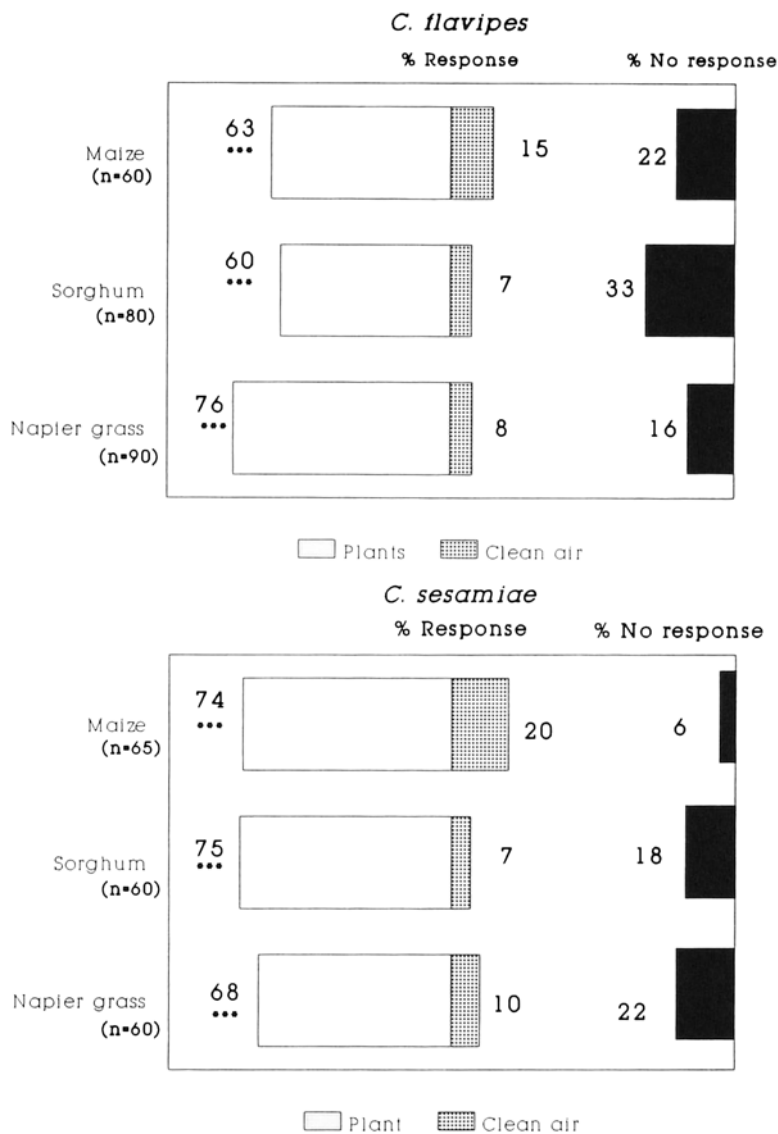 C. flavipes
% Response % No response
63
•••
Maize
(n=60)
15
22
60
•••
Sorghum
(n=80)
7
33
76
•••
Napier grass
(n=90)
8
16
Plants Clean air
C. sesamiae
% Response % No response
74
•••
Maize
(n=65)
20
6
75
•••
Sorghum
(n=60)
7
18
68
•••
Napier grass
(n=60)
10
22
Plant Clean air